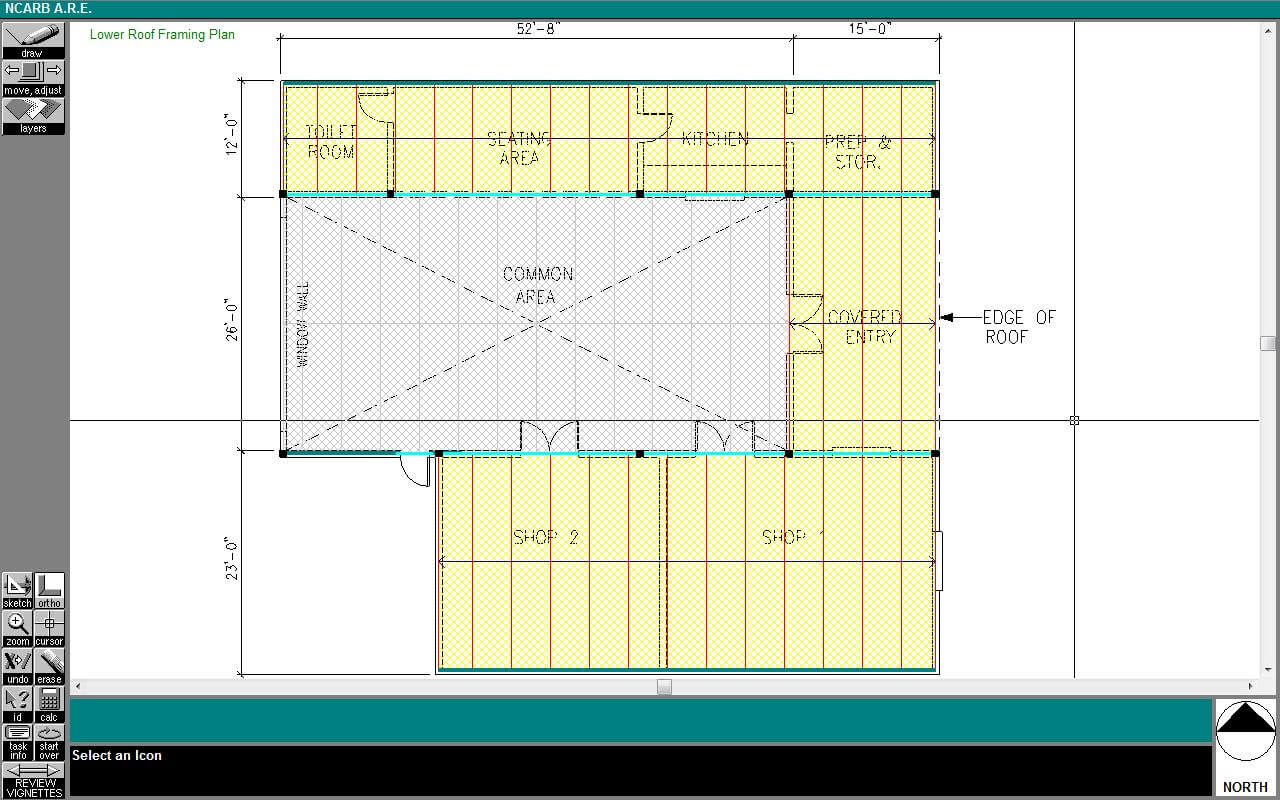 NCARB A.R.E.
Lower Roof Framing Plan
52'-8"
15'-0"
draw
move, adjust
layers
12'-0"
TOILET
ROOM
SEATING
AREA
KITCHEN
PREP &
STOR.
26'-0"
WINDOW WALL
COMMON
AREA
COVERED
ENTRY
EDGE OF
ROOF
23'-0"
SHOP 2
SHOP
sketch
ortho
zoom
cursor
undo
erase
id
calc
task
info
start
over
REVIEW
VIGNETTES
Select an Icon
NORTH